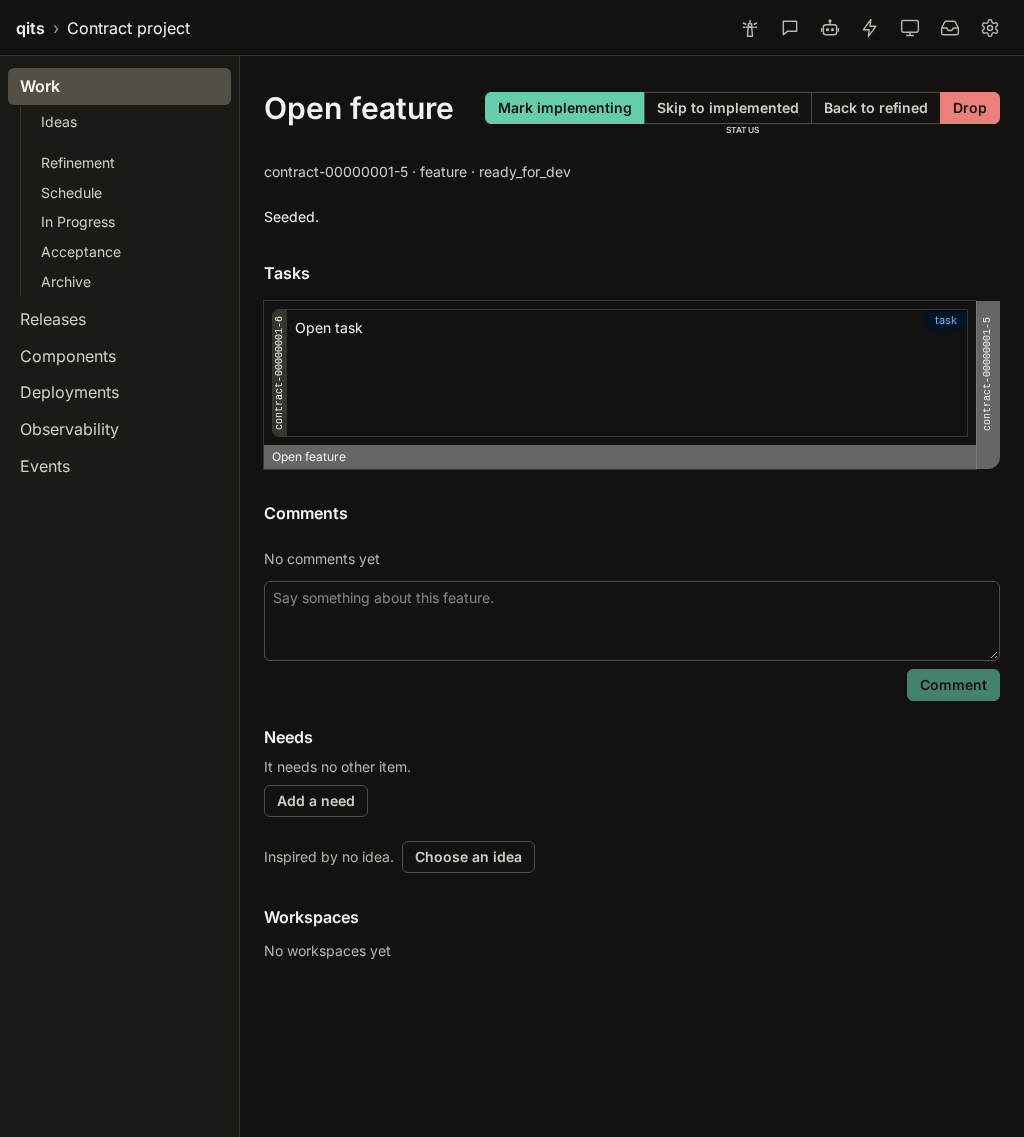 qits › Contract project
Work
Ideas
Refinement
Schedule
In Progress
Acceptance
Archive
Releases
Components
Deployments
Observability
Events
Open feature
Mark implementing
Skip to implemented
Back to refined
Drop
STATUS
contract-00000001-5 · feature · ready_for_dev
Seeded.
Tasks
contract-00000001-6
Open task
task
contract-00000001-5
Open feature
Comments
No comments yet
Say something about this feature.
Comment
Needs
It needs no other item.
Add a need
Inspired by no idea.
Choose an idea
Workspaces
No workspaces yet